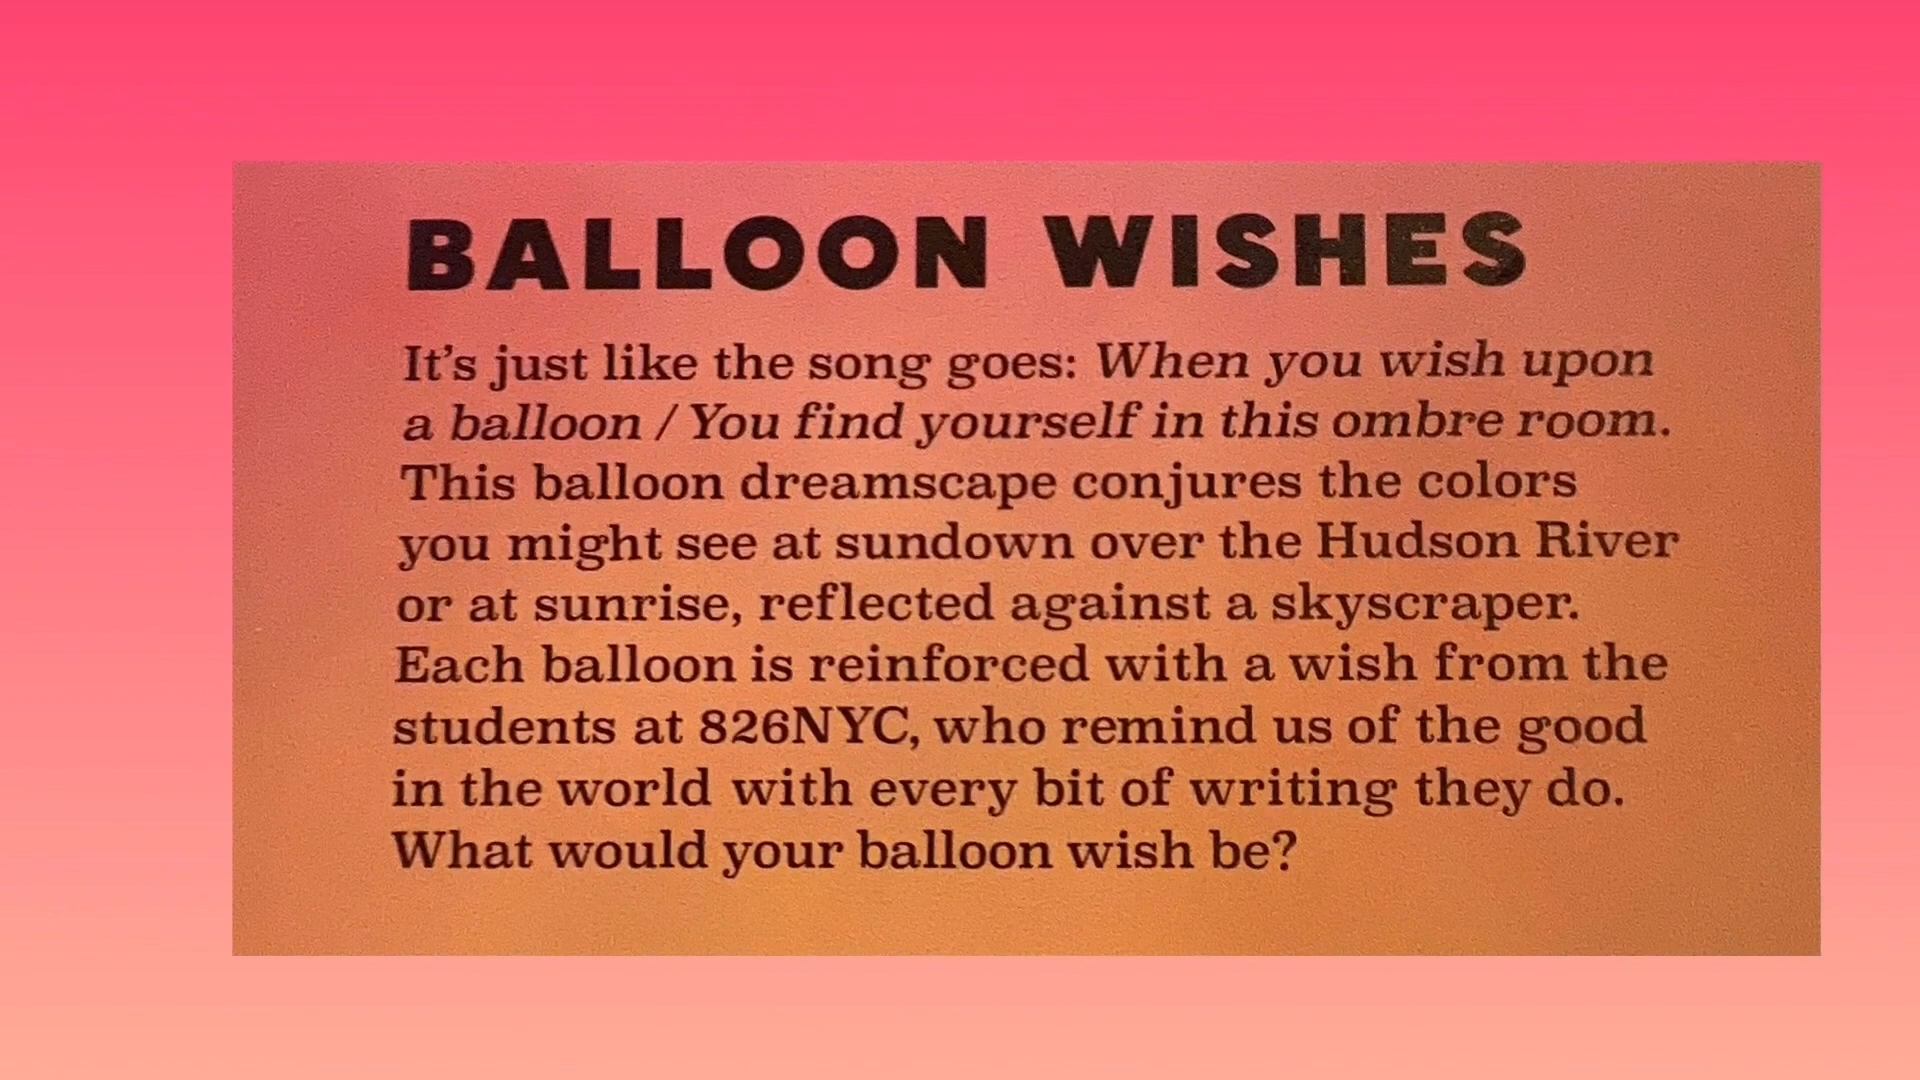 BALLOON WISHES
It's just like the song goes: When you wish upon
a balloon / You find yourself in this ombre room.
This balloon dreamscape conjures the colors
you might see at sundown over the Hudson River
or at sunrise, reflected against a skyscraper.
Each balloon is reinforced with a wish from the
students at 826NYC, who remind us of the good
in the world with every bit of writing they do.
What would your balloon wish be?